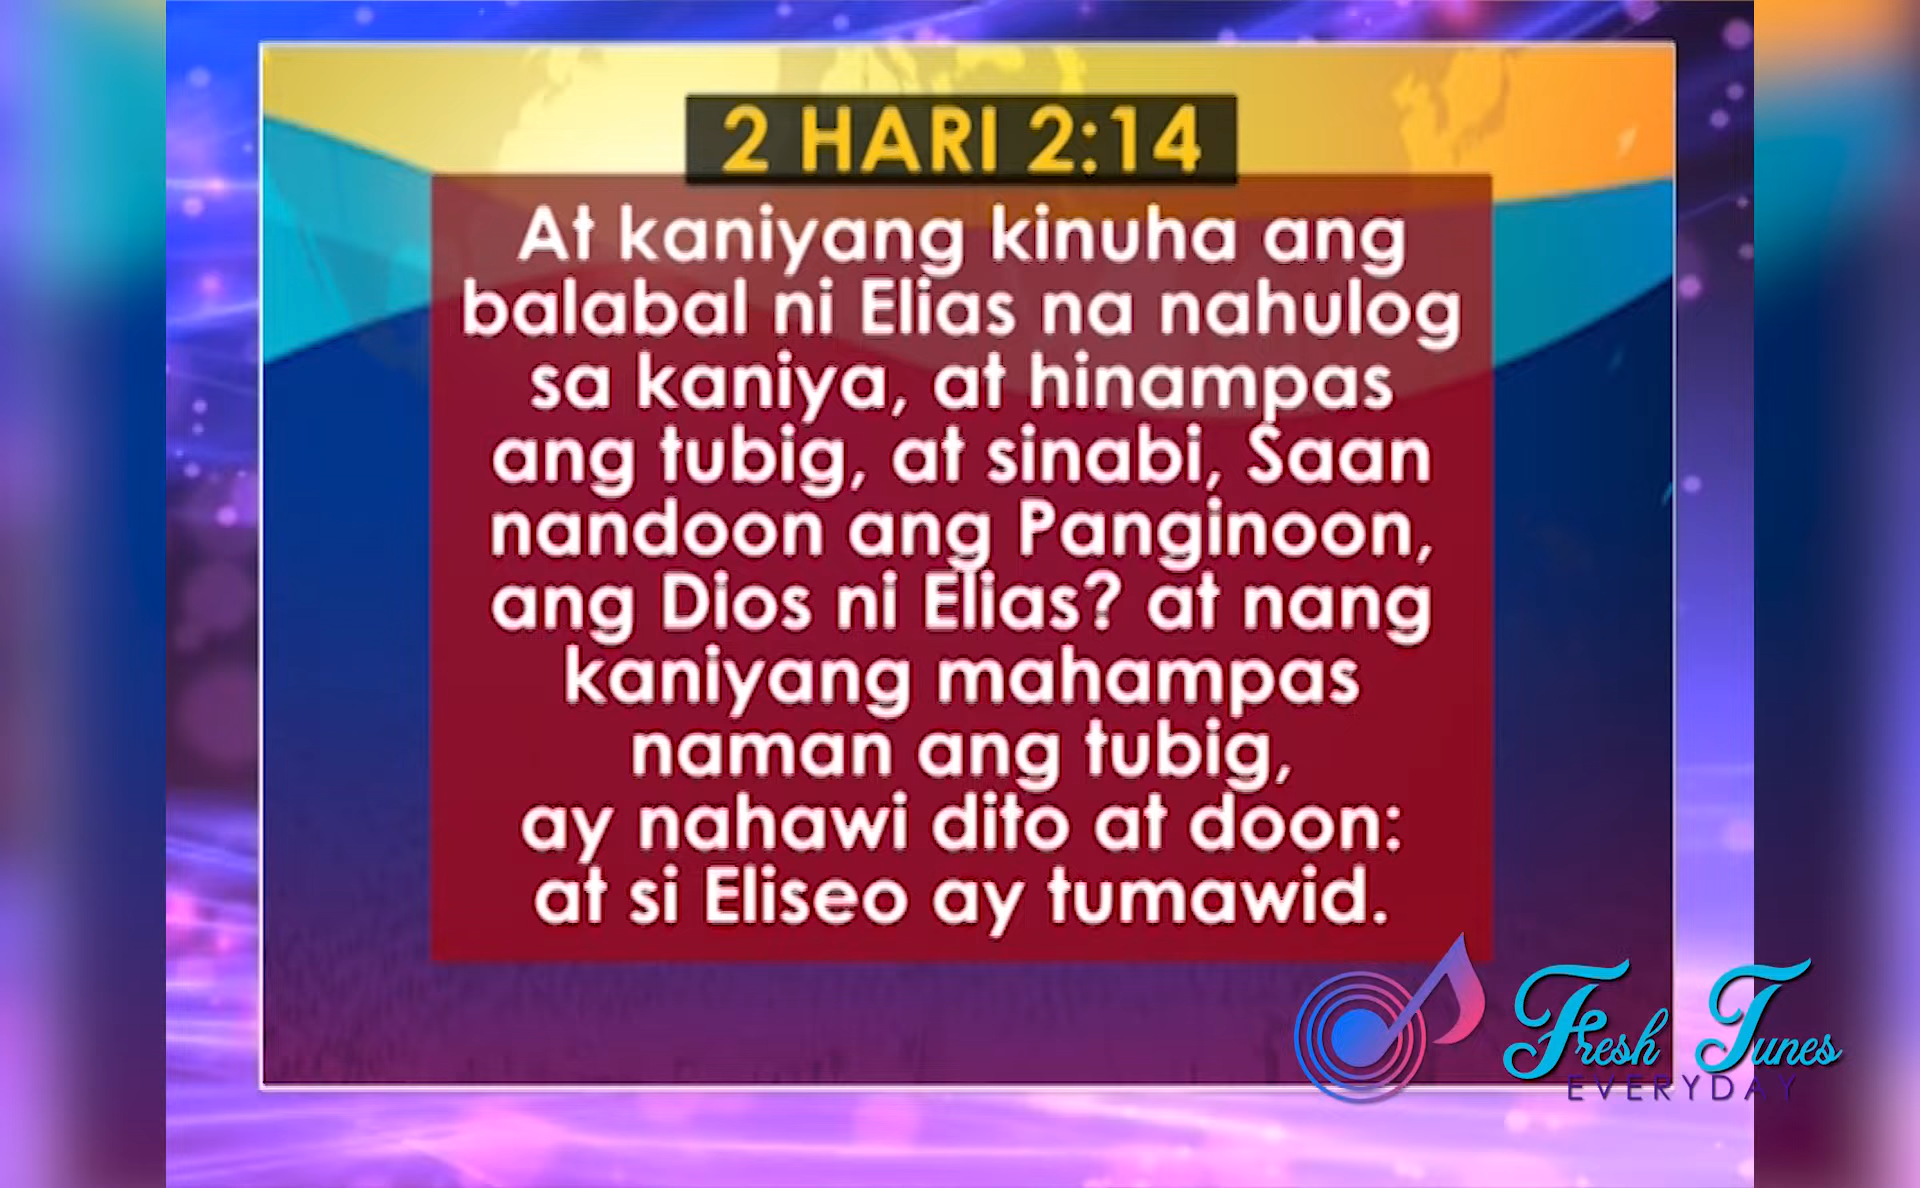 2 HARI 2:14
At kaniyang kinuha ang
balabal ni Elias na nahulog
sa kaniya, at hinampas
ang tubig, at sinabi, Saan
nandoon ang Panginoon,
ang Dios ni Elias? at nang
kaniyang mahampas
naman ang tubig,
ay nahawi dito at doon:
at si Eliseo ay tumawid.
Fresh Tunes
EVERYDAY